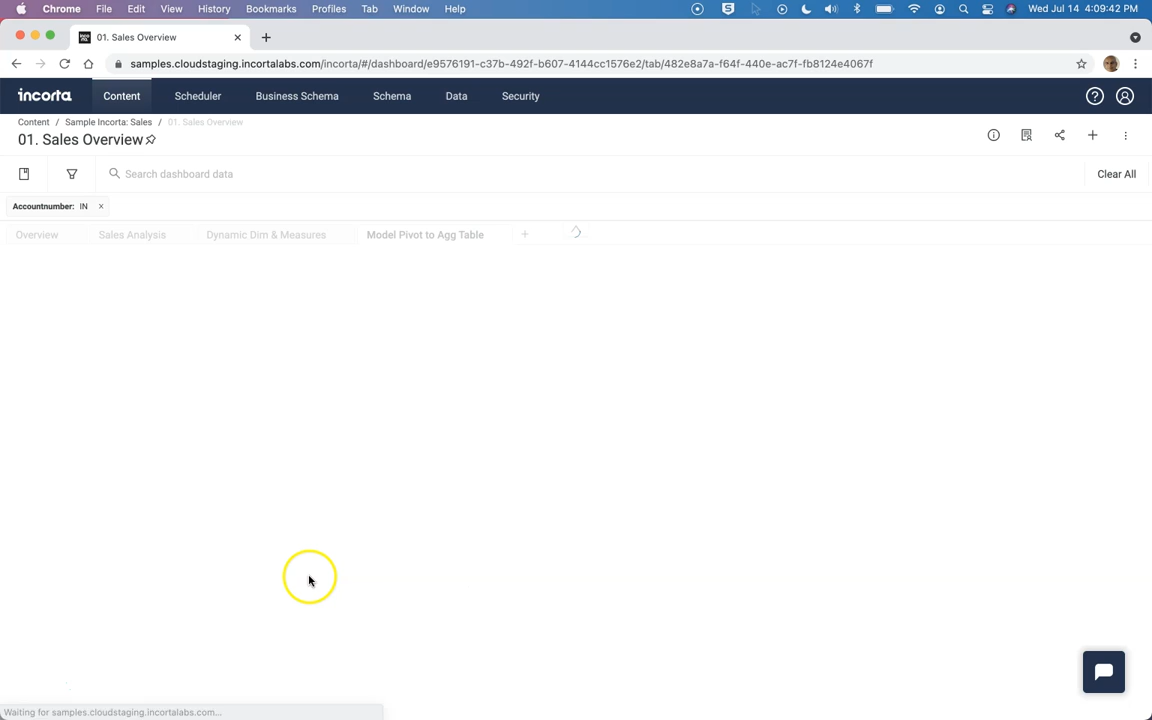 Chrome File Edit View History Bookmarks Profiles Tab Window Help Wed Jul 14 4:09:42 PM
01. Sales Overview
samples.cloudstaging.incortalabs.com/incorta/#/dashboard/e9576191-c37b-492f-b607-4144cc1576e2/tab/482e8a7a-f64f-440e-ac7f-fb8124e4067f
incorta Content Scheduler Business Schema Schema Data Security
Content / Sample Incorta: Sales / 01. Sales Overview
01. Sales Overview
Search dashboard data Clear All
Accountnumber: IN ×
Overview Sales Analysis Dynamic Dim & Measures Model Pivot to Agg Table +
Waiting for samples.cloudstaging.incortalabs.com...